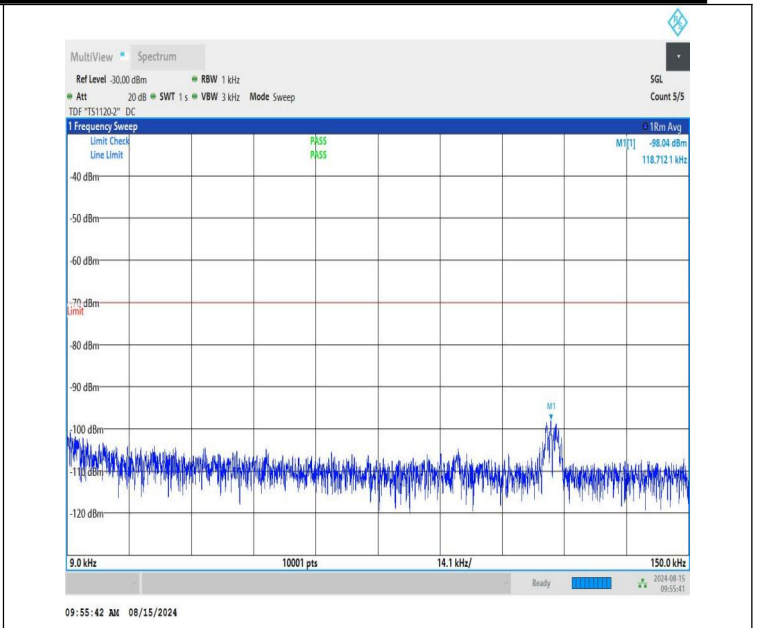 R S
MultiView Spectrum
Ref Level -30.00 dBm RBW 1 kHz SGL
Att 20 dB SWT 1 s VBW 3 kHz Mode Sweep Count 5/5
TDF "TS1120-2" DC
1 Frequency Sweep 1Rm Avg
Limit Check PASS M1[1] -98.04 dBm
Line Limit PASS 118.712 1 kHz
-40 dBm
-50 dBm
-60 dBm
-70 dBm
Limit
-80 dBm
-90 dBm
M1
-100 dBm
-110 dBm
-120 dBm
9.0 kHz 10001 pts 14.1 kHz/ 150.0 kHz
Ready 2024-08-15
09:55:41
09:55:42 AM 08/15/2024